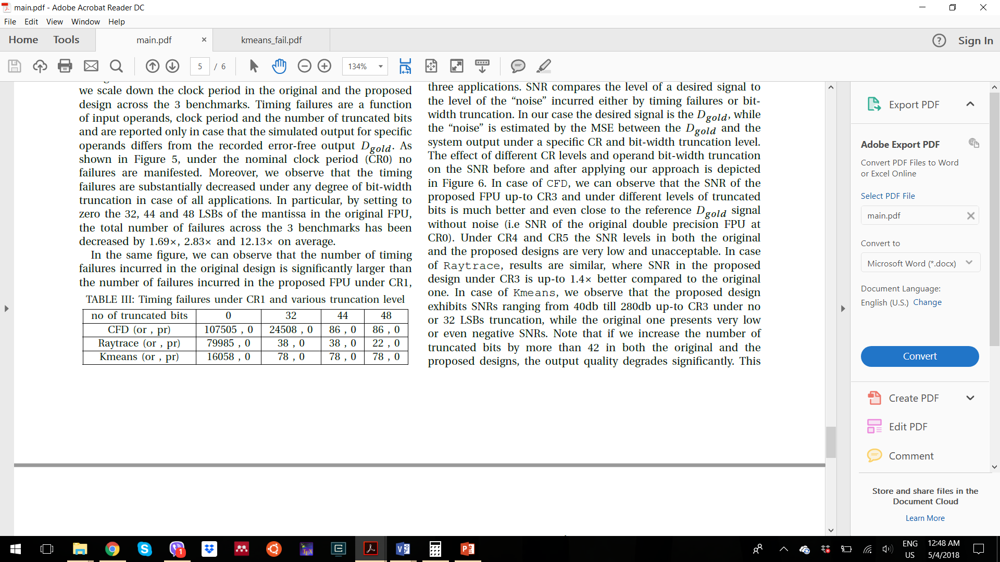 main.pdf - Adobe Acrobat Reader DC
File Edit View Window Help
Home Tools main.pdf × kmeans_fail.pdf ? Sign In
5 / 6 134%
we scale down the clock period in the original and the proposed
design across the 3 benchmarks. Timing failures are a function
of input operands, clock period and the number of truncated bits
and are reported only in case that the simulated output for specific
operands differs from the recorded error-free output Dgold. As
shown in Figure 5, under the nominal clock period (CR0) no
failures are manifested. Moreover, we observe that the timing
failures are substantially decreased under any degree of bit-width
truncation in case of all applications. In particular, by setting to
zero the 32, 44 and 48 LSBs of the mantissa in the original FPU,
the total number of failures across the 3 benchmarks has been
decreased by 1.69×, 2.83× and 12.13× on average.
In the same figure, we can observe that the number of timing
failures incurred in the original design is significantly larger than
the number of failures incurred in the proposed FPU under CR1,
TABLE III: Timing failures under CR1 and various truncation level
no of truncated bits 0 32 44 48
CFD (or , pr) 107505 , 0 24508 , 0 86 , 0 86 , 0
Raytrace (or , pr) 79985 , 0 38 , 0 38 , 0 22 , 0
Kmeans (or , pr) 16058 , 0 78 , 0 78 , 0 78 , 0
three applications. SNR compares the level of a desired signal to
the level of the “noise” incurred either by timing failures or bit-
width truncation. In our case the desired signal is the Dgold, while
the “noise” is estimated by the MSE between the Dgold and the
system output under a specific CR and bit-width truncation level.
The effect of different CR levels and operand bit-width truncation
on the SNR before and after applying our approach is depicted
in Figure 6. In case of CFD, we can observe that the SNR of the
proposed FPU up-to CR3 and under different levels of truncated
bits is much better and even close to the reference Dgold signal
without noise (i.e SNR of the original double precision FPU at
CR0). Under CR4 and CR5 the SNR levels in both the original
and the proposed designs are very low and unacceptable. In case
of Raytrace, results are similar, where SNR in the proposed
design under CR3 is up-to 1.4× better compared to the original
one. In case of Kmeans, we observe that the proposed design
exhibits SNRs ranging from 40db till 280db up-to CR3 under no
or 32 LSBs truncation, while the original one presents very low
or even negative SNRs. Note that if we increase the number of
truncated bits by more than 42 in both the original and the
proposed designs, the output quality degrades significantly. This
Export PDF
Adobe Export PDF
Convert PDF Files to Word
or Excel Online
Select PDF File
main.pdf
Convert to
Microsoft Word (*.docx)
Document Language:
English (U.S.) Change
Convert
Create PDF
Edit PDF
Comment
Store and share files in the
Document Cloud
Learn More
1
ENG
US
12:48 AM
5/4/2018